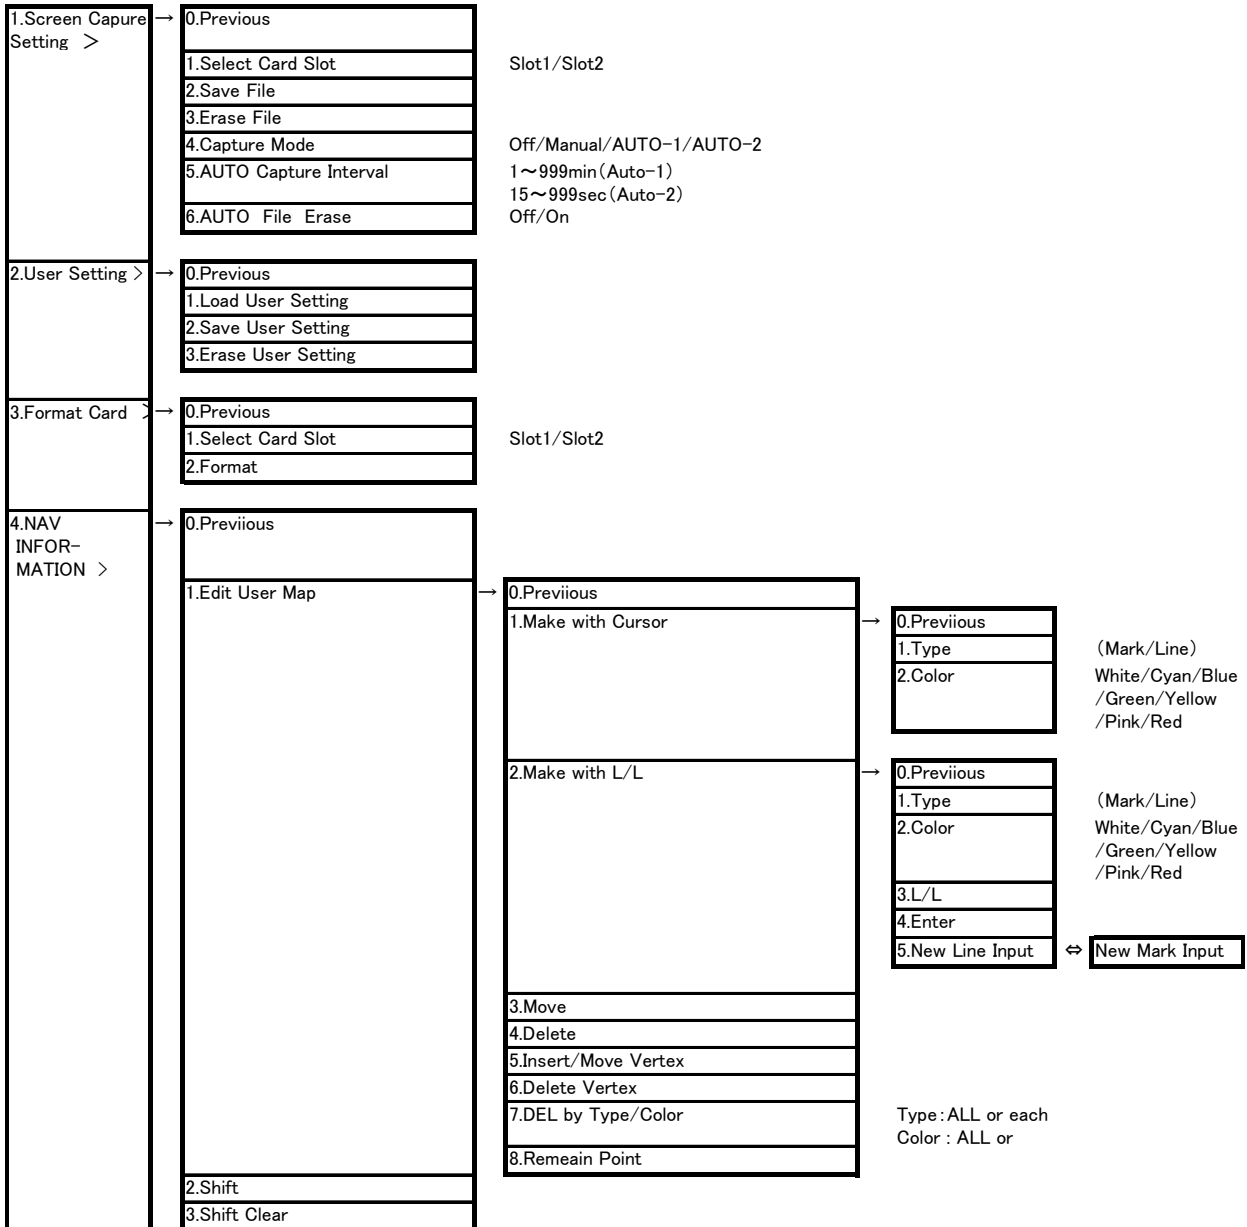 1.Screen Capure → 0.Previous
Setting >
1.Select Card Slot Slot1/Slot2
2.Save File
3.Erase File
4.Capture Mode Off/Manual/AUTO-1/AUTO-2
5.AUTO Capture Interval 1～999min(Auto-1)
15～999sec(Auto-2)
6.AUTO File Erase Off/On
2.User Setting > → 0.Previous
1.Load User Setting
2.Save User Setting
3.Erase User Setting
3.Format Card > → 0.Previous
1.Select Card Slot Slot1/Slot2
2.Format
4.NAV → 0.Previious
INFOR-
MATION >
1.Edit User Map → 0.Previious
1.Make with Cursor → 0.Previious
1.Type (Mark/Line)
2.Color White/Cyan/Blue
/Green/Yellow
/Pink/Red
2.Make with L/L → 0.Previious
1.Type (Mark/Line)
2.Color White/Cyan/Blue
/Green/Yellow
/Pink/Red
3.L/L
4.Enter
5.New Line Input ⇔ New Mark Input
3.Move
4.Delete
5.Insert/Move Vertex
6.Delete Vertex
7.DEL by Type/Color Type:ALL or each
Color : ALL or
8.Remeain Point
2.Shift
3.Shift Clear